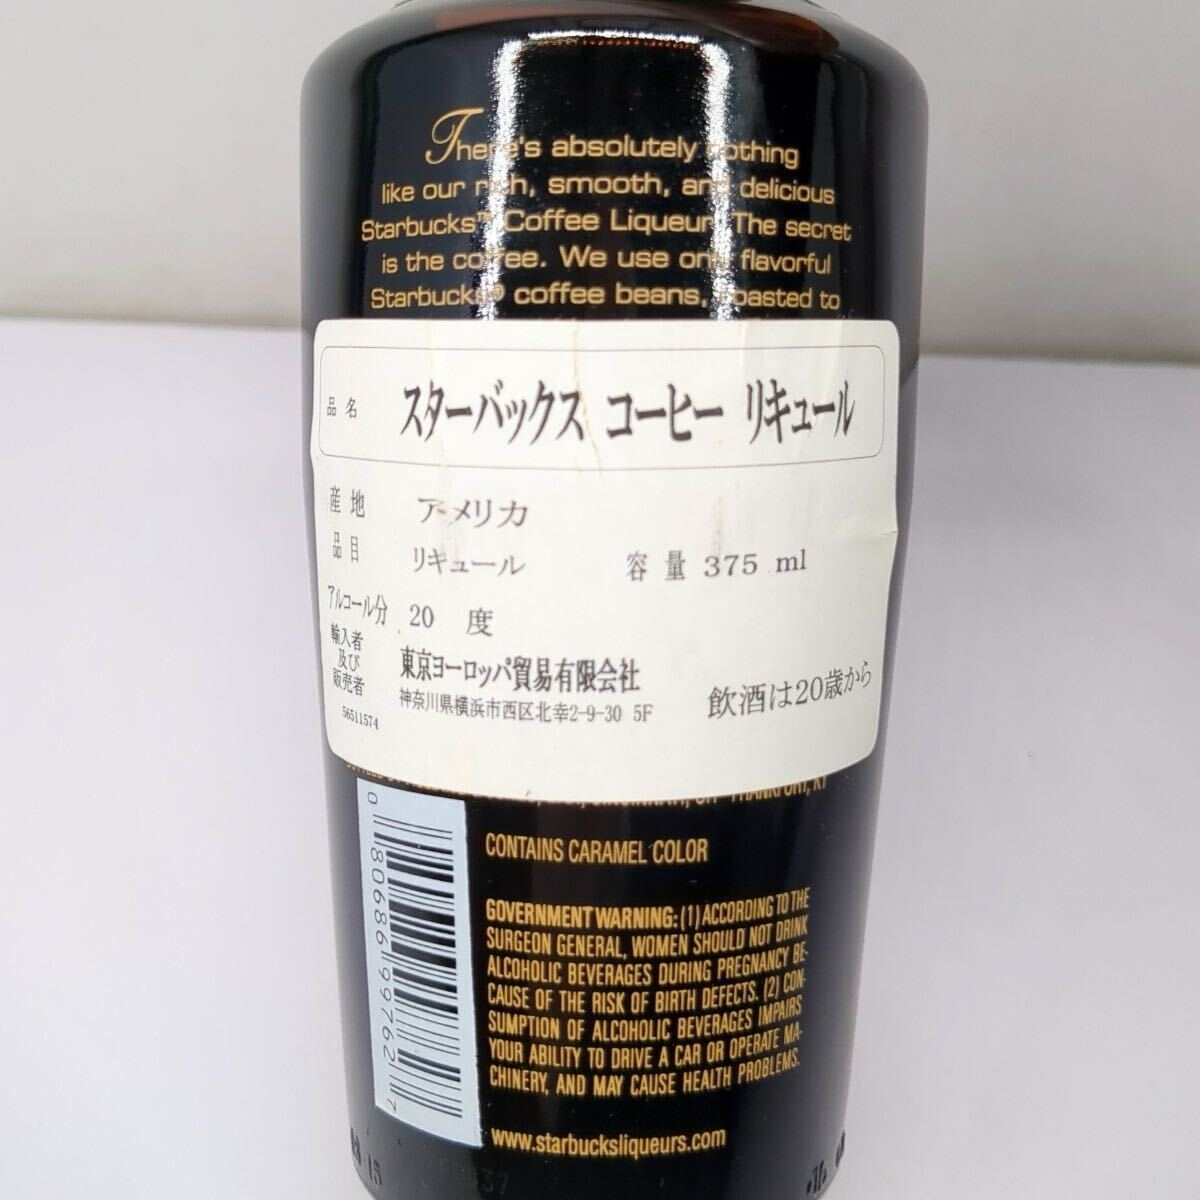 There's absolutely nothing
like our rich, smooth, and delicious
Starbucks™ Coffee Liqueur. The secret
is the coffee. We use only flavorful
Starbucks® coffee beans, roasted to
品名 スターバックス コーヒー リキュール
産地 アメリカ
品目 リキュール 容量 375 ml
アルコール分 20 度
輸入者
及び
販売者
東京ヨーロッパ貿易有限会社
神奈川県横浜市西区北幸2-9-30 5F
56511574
飲酒は20歳から
CONTAINS CARAMEL COLOR
GOVERNMENT WARNING: (1) ACCORDING TO THE
SURGEON GENERAL, WOMEN SHOULD NOT DRINK
ALCOHOLIC BEVERAGES DURING PREGNANCY BE-
CAUSE OF THE RISK OF BIRTH DEFECTS. (2) CON-
SUMPTION OF ALCOHOLIC BEVERAGES IMPAIRS
YOUR ABILITY TO DRIVE A CAR OR OPERATE MA-
CHINERY, AND MAY CAUSE HEALTH PROBLEMS.
www.starbucksliqueurs.com
0 80686 99762 7